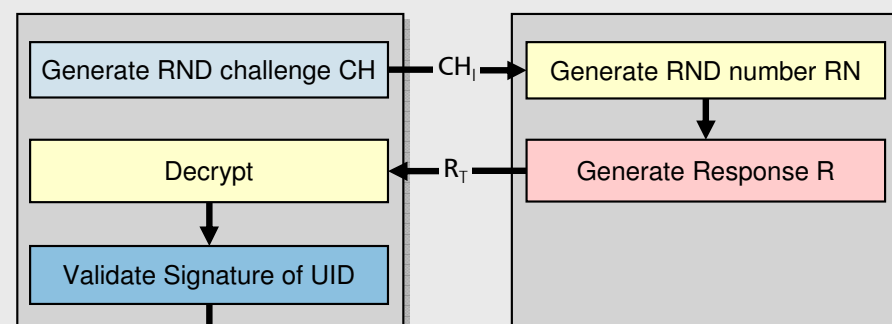 Generate RND challenge CH
CH_I
Generate RND number RN
Decrypt
R_T
Generate Response R
Validate Signature of UID